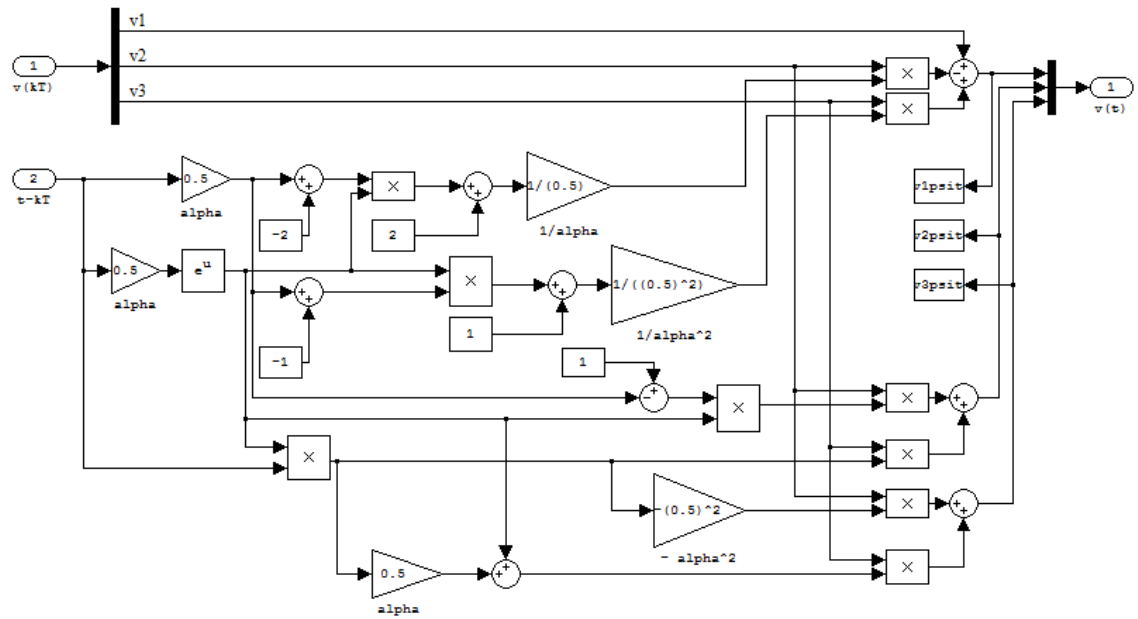 v1
v2
1
v(kT)
×
+
-
+
+
1
v(t)
v3
×
2
t-kT
0.5
alpha
+
+
×
+
+
1/(0.5)
1/alpha
v1psit
-2
2
v2psit
0.5
alpha
e^u
×
+
+
1/((0.5)^2)
1/alpha^2
v3psit
+
+
1
-1
1
+
-
×
×
+
+
×
×
-(0.5)^2
- alpha^2
×
+
+
0.5
alpha
+
+
×